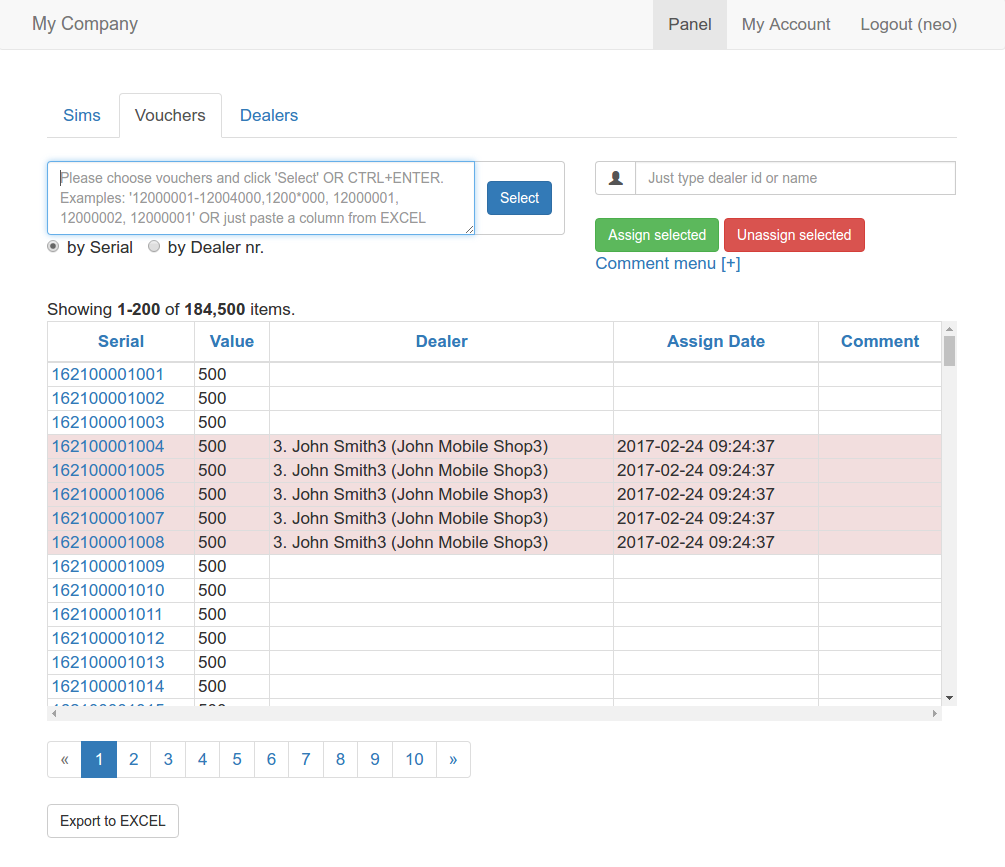 My Company Panel My Account Logout (neo)
Sims Vouchers Dealers
Please choose vouchers and click 'Select' OR CTRL+ENTER.
Examples: '12000001-12004000,1200*000, 12000001,
12000002, 12000001' OR just paste a column from EXCEL
Select
by Serial by Dealer nr.
Just type dealer id or name
Assign selected Unassign selected
Comment menu [+]
Showing 1-200 of 184,500 items.
Serial Value Dealer Assign Date Comment
162100001001 500
162100001002 500
162100001003 500
162100001004 500 3. John Smith3 (John Mobile Shop3) 2017-02-24 09:24:37
162100001005 500 3. John Smith3 (John Mobile Shop3) 2017-02-24 09:24:37
162100001006 500 3. John Smith3 (John Mobile Shop3) 2017-02-24 09:24:37
162100001007 500 3. John Smith3 (John Mobile Shop3) 2017-02-24 09:24:37
162100001008 500 3. John Smith3 (John Mobile Shop3) 2017-02-24 09:24:37
162100001009 500
162100001010 500
162100001011 500
162100001012 500
162100001013 500
162100001014 500
« 1 2 3 4 5 6 7 8 9 10 »
Export to EXCEL